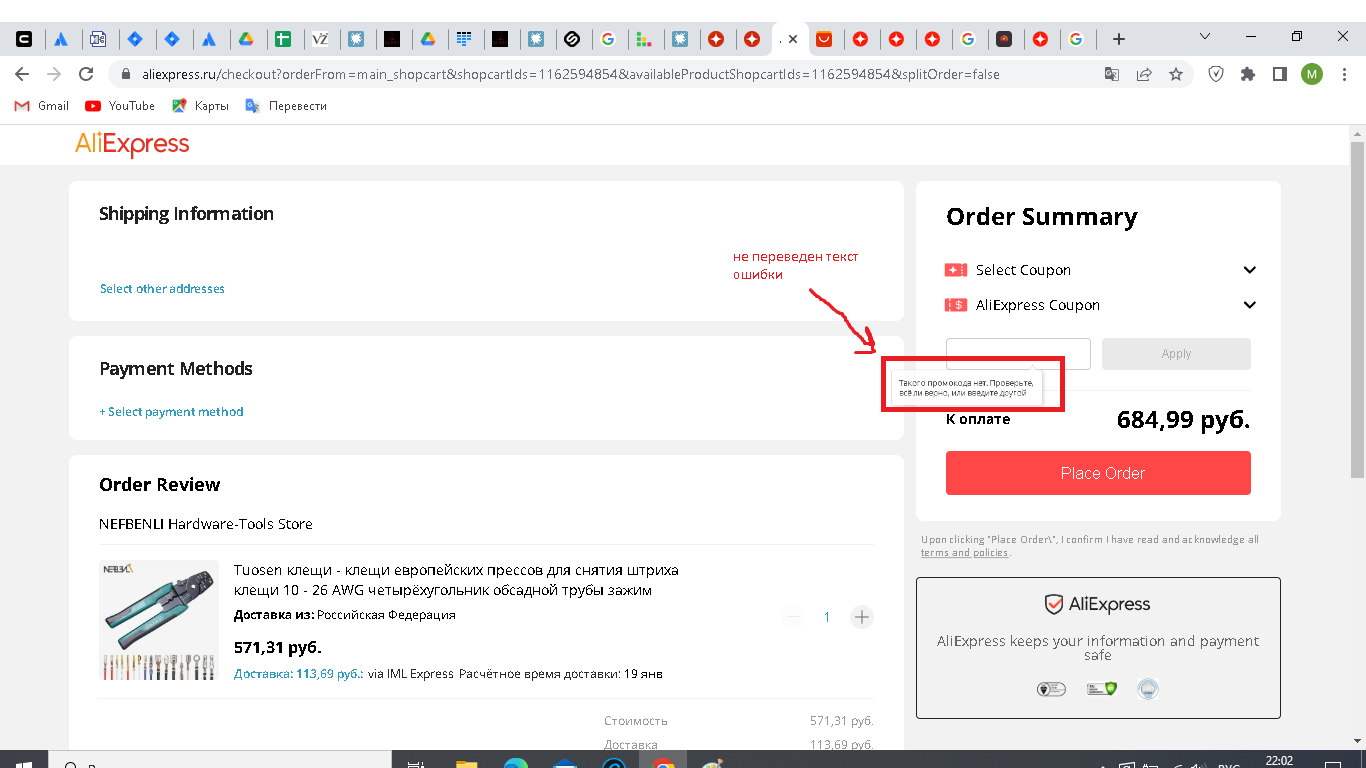 aliexpress.ru/checkout?orderFrom=main_shopcart&shopcartIds=1162594854&availableProductShopcartIds=1162594854&splitOrder=false
M
Gmail
YouTube
Карты
Перевести
AliExpress
Shipping Information
не переведен текст
ошибки
Select other addresses
Payment Methods
+ Select payment method
Order Review
NEFBENLI Hardware-Tools Store
Tuosen клещи - клещи европейских прессов для снятия штриха
клещи 10 - 26 AWG четырёхугольник обсадной трубы зажим
Доставка из: Российская Федерация
1
571,31 руб.
Доставка: 113,69 руб.: via IML Express Расчётное время доставки: 19 янв
Стоимость 571,31 руб.
Доставка 113,69 руб.
Order Summary
Select Coupon
AliExpress Coupon
Apply
Такого промокода нет. Проверьте,
всё ли верно, или введите другой
К оплате 684,99 руб.
Place Order
Upon clicking "Place Order\", I confirm I have read and acknowledge all
terms and policies.
AliExpress
AliExpress keeps your information and payment
safe
22:02